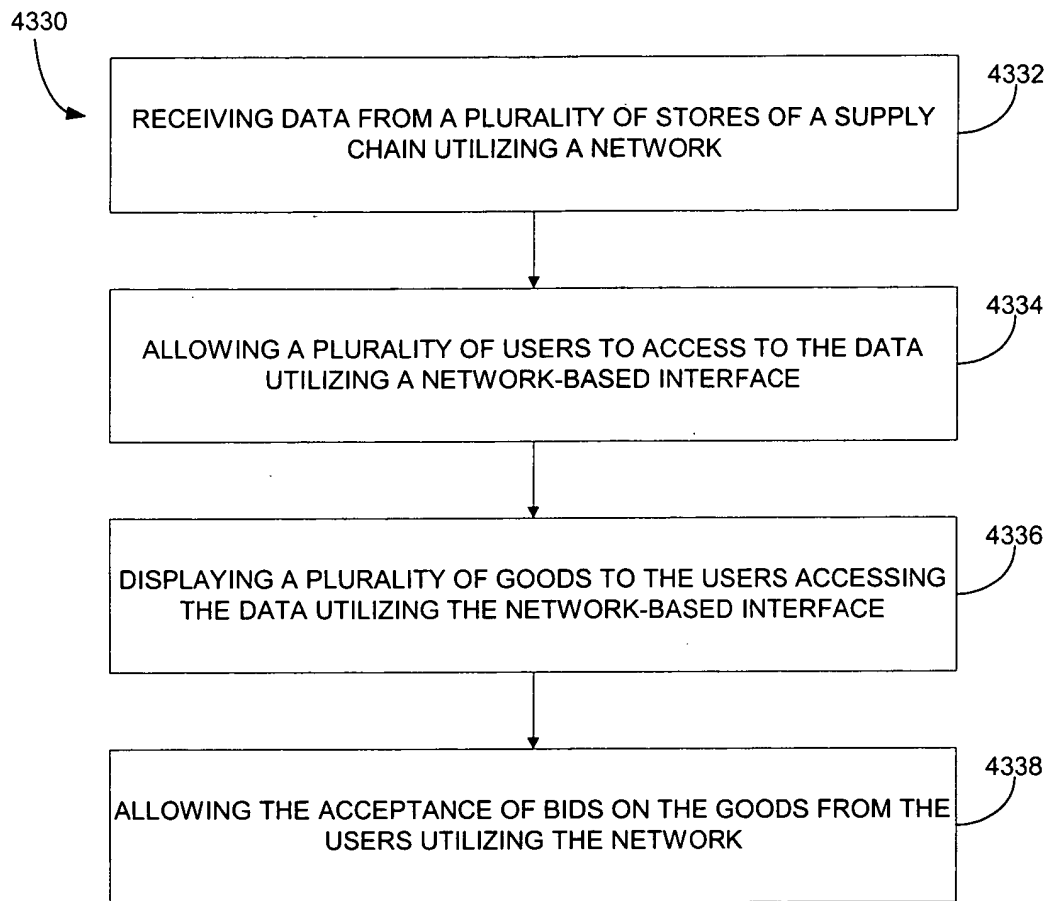 4330
4332
RECEIVING DATA FROM A PLURALITY OF STORES OF A SUPPLY
CHAIN UTILIZING A NETWORK
4334
ALLOWING A PLURALITY OF USERS TO ACCESS TO THE DATA
UTILIZING A NETWORK-BASED INTERFACE
4336
DISPLAYING A PLURALITY OF GOODS TO THE USERS ACCESSING
THE DATA UTILIZING THE NETWORK-BASED INTERFACE
4338
ALLOWING THE ACCEPTANCE OF BIDS ON THE GOODS FROM THE
USERS UTILIZING THE NETWORK